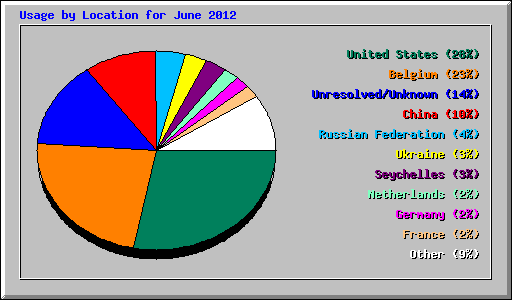 Usage by Location for June 2012
United States (28%)
Belgium (23%)
Unresolved/Unknown (14%)
China (10%)
Russian Federation (4%)
Ukraine (3%)
Seychelles (3%)
Netherlands (2%)
Germany (2%)
France (2%)
Other (9%)